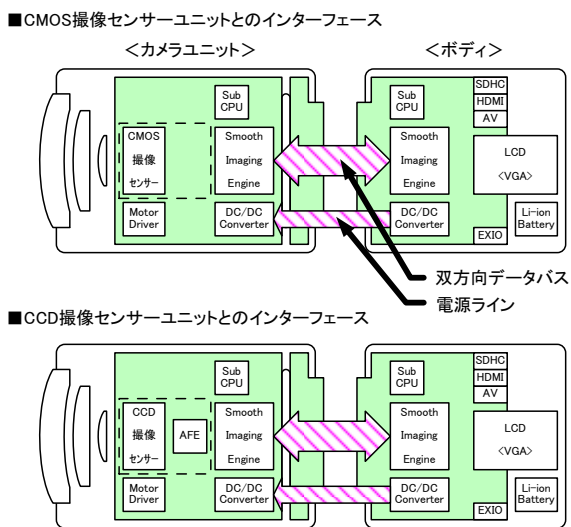 ■CMOS撮像センサーユニットとのインターフェース
＜カメラユニット＞
＜ボディ＞
Sub
CPU
CMOS
撮像
センサー
Smooth
Imaging
Engine
Motor
Driver
DC/DC
Converter
Sub
CPU
Smooth
Imaging
Engine
DC/DC
Converter
SDHC
HDMI
AV
LCD
<VGA>
EXIO
Li-ion
Battery
双方向データバス
電源ライン
■CCD撮像センサーユニットとのインターフェース
Sub
CPU
CCD
撮像
センサー
AFE
Smooth
Imaging
Engine
Motor
Driver
DC/DC
Converter
Sub
CPU
Smooth
Imaging
Engine
DC/DC
Converter
SDHC
HDMI
AV
LCD
<VGA>
EXIO
Li-ion
Battery